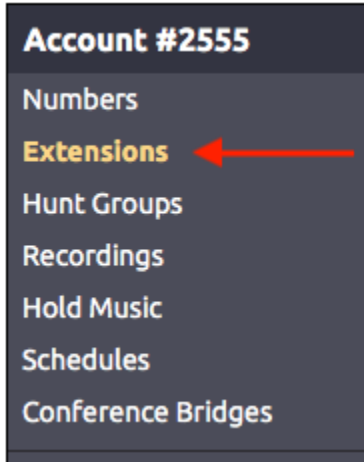 Account #2555
Numbers
Extensions
Hunt Groups
Recordings
Hold Music
Schedules
Conference Bridges